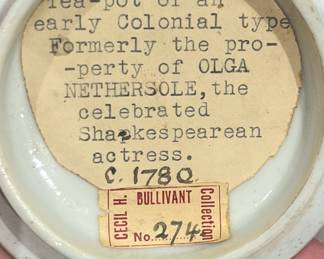 Tea-pot of an
early Colonial type
Formerly the pro-
-perty of OLGA
NETHERSOLE, the
celebrated
Shapkespearean
actress.
C. 1780
CECIL H. BULLIVANT Collection
No. 274